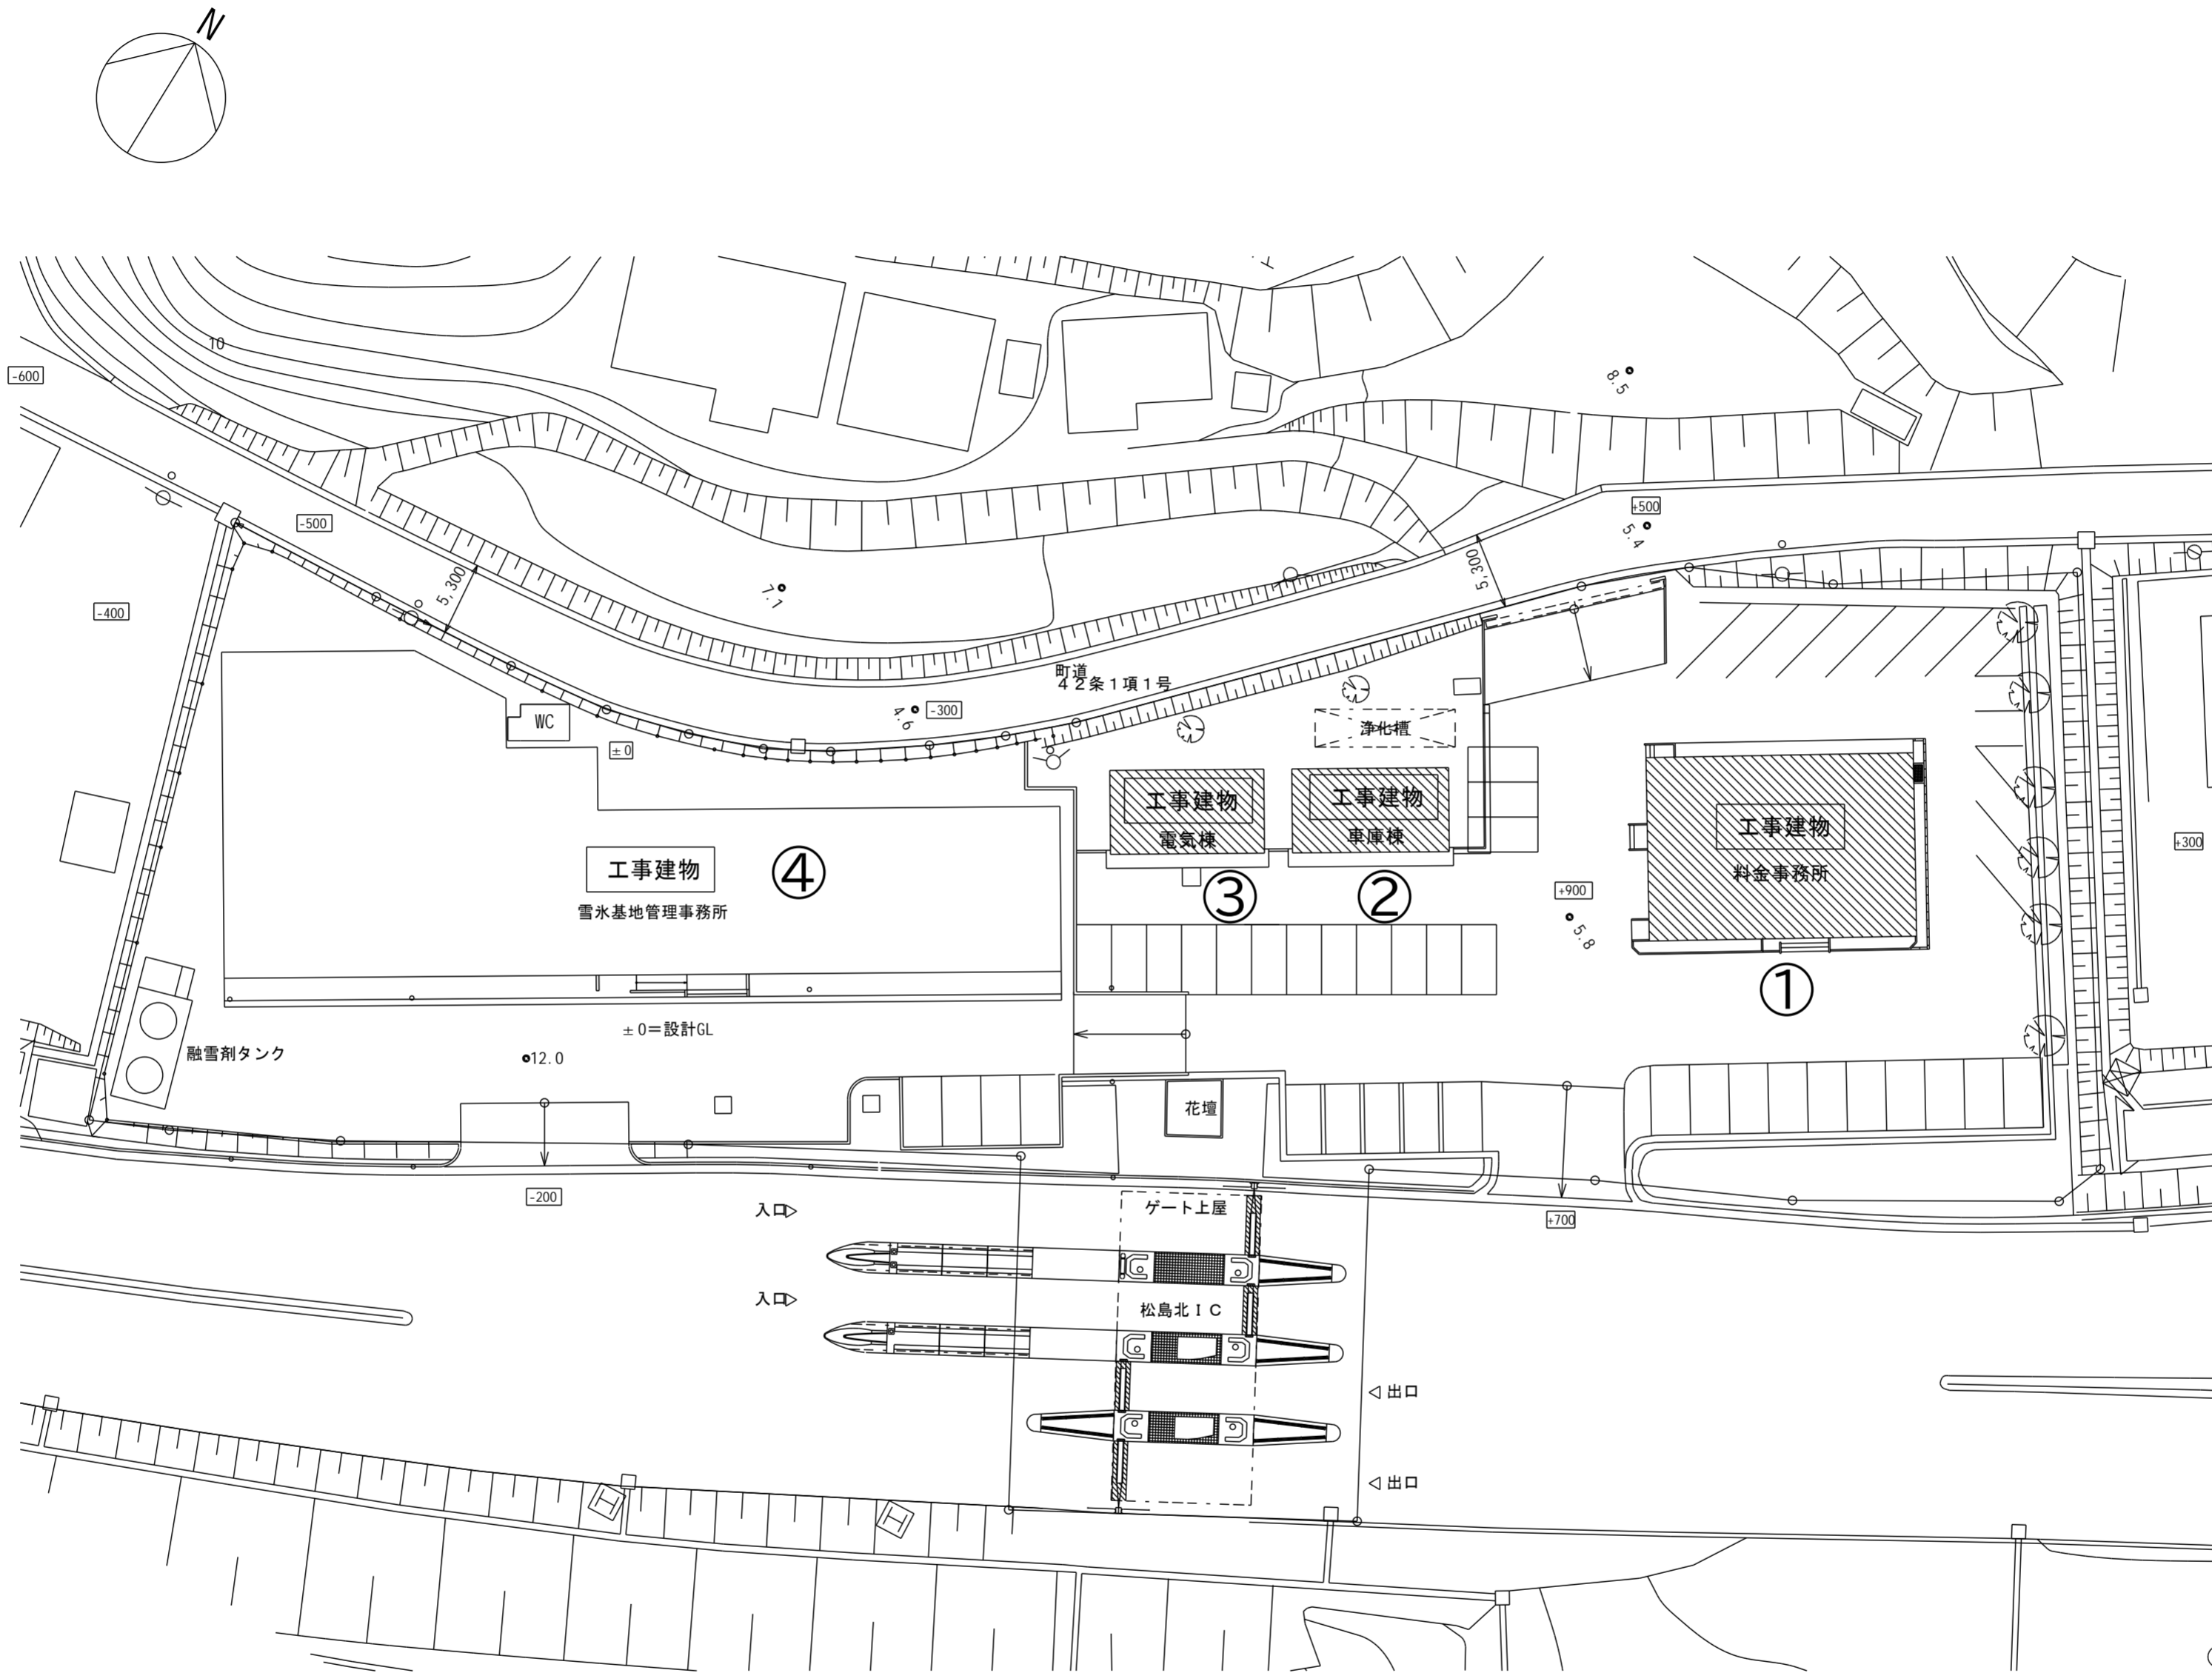 N
10
-600
8.5
+500
5.4
-500
5,300
5,300
7.1
-400
町道
42条1項1号
4.6
-300
WC
±0
浄化槽
工事建物
電気棟
工事建物
車庫棟
工事建物
料金事務所
+300
工事建物
④
雪氷基地管理事務所
③
②
+900
5.8
①
±0=設計GL
融雪剤タンク
12.0
花壇
-200
入口
ゲート上屋
+700
入口
松島北IC
出口
出口